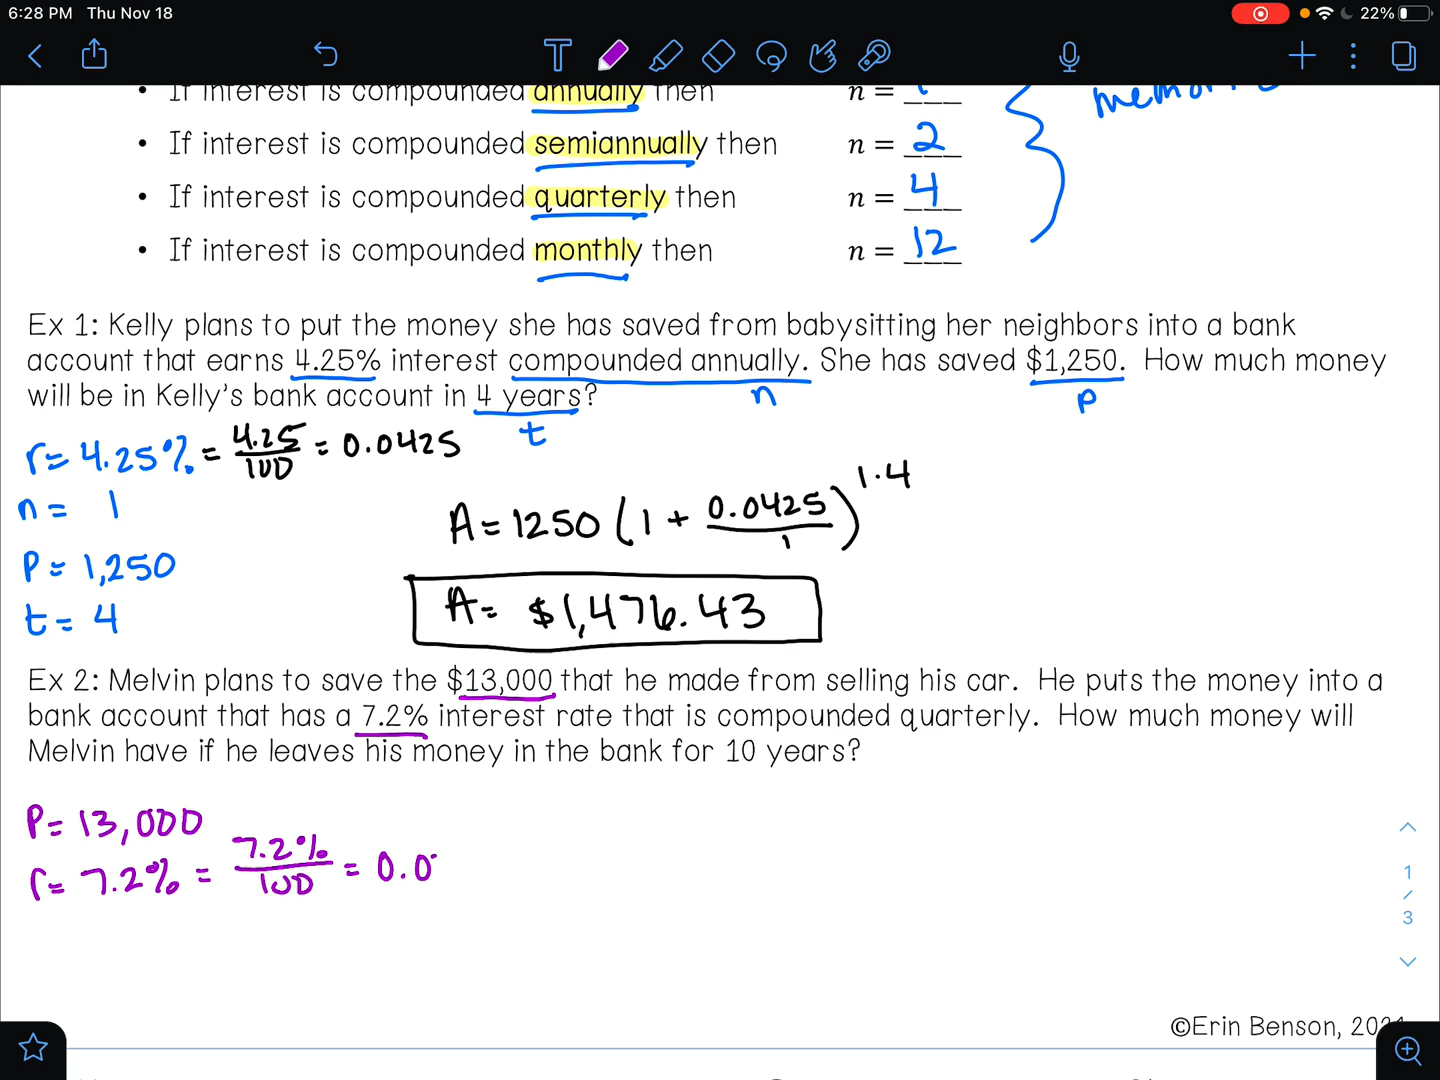 6:28 PM Thu Nov 18 22%
• If interest is compounded annually then n = ___
• If interest is compounded semiannually then n = 2
• If interest is compounded quarterly then n = 4
• If interest is compounded monthly then n = 12
Ex 1: Kelly plans to put the money she has saved from babysitting her neighbors into a bank
account that earns 4.25% interest compounded annually. She has saved $1,250. How much money
will be in Kelly's bank account in 4 years?
n
P
t
r = 4.25% = 4.25/100 = 0.0425
n = 1
P = 1,250
t = 4
A = 1250 (1 + 0.0425/1)^1·4
A = $1,476.43
Ex 2: Melvin plans to save the $13,000 that he made from selling his car. He puts the money into a
bank account that has a 7.2% interest rate that is compounded quarterly. How much money will
Melvin have if he leaves his money in the bank for 10 years?
P = 13,000
r = 7.2% = 7.2%/100 = 0.0
1
/
3
©Erin Benson,